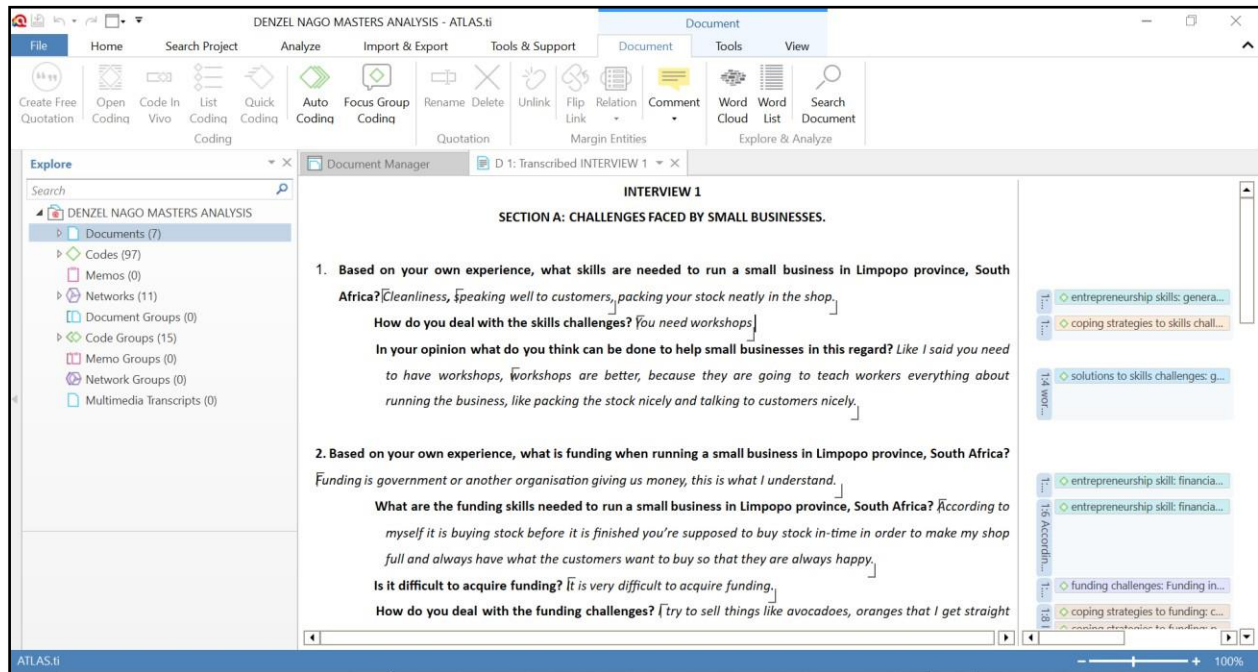 DENZEL NAGO MASTERS ANALYSIS - ATLAS.ti
Document
File
Home
Search Project
Analyze
Import & Export
Tools & Support
Document
Tools
View
Create Free Quotation
Open Coding
Code In Vivo
List Coding
Quick Coding
Auto Coding
Focus Group Coding
Rename
Delete
Unlink
Flip Link
Relation
Comment
Word Cloud
Word List
Search Document
Coding
Quotation
Margin Entities
Explore & Analyze
Explore
Search
DENZEL NAGO MASTERS ANALYSIS
Documents (7)
Codes (97)
Memos (0)
Networks (11)
Document Groups (0)
Code Groups (15)
Memo Groups (0)
Network Groups (0)
Multimedia Transcripts (0)
Document Manager
D 1: Transcribed INTERVIEW 1
INTERVIEW 1
SECTION A: CHALLENGES FACED BY SMALL BUSINESSES.
1. Based on your own experience, what skills are needed to run a small business in Limpopo province, South
Africa? Cleanliness, speaking well to customers, packing your stock neatly in the shop.
How do you deal with the skills challenges? You need workshops
In your opinion what do you think can be done to help small businesses in this regard? Like I said you need
to have workshops, workshops are better, because they are going to teach workers everything about
running the business, like packing the stock nicely and talking to customers nicely.
2. Based on your own experience, what is funding when running a small business in Limpopo province, South Africa?
Funding is government or another organisation giving us money, this is what I understand.
What are the funding skills needed to run a small business in Limpopo province, South Africa? According to
myself it is buying stock before it is finished you're supposed to buy stock in-time in order to make my shop
full and always have what the customers want to buy so that they are always happy.
Is it difficult to acquire funding? It is very difficult to acquire funding.
How do you deal with the funding challenges? I try to sell things like avocadoes, oranges that I get straight
1:...
entrepreneurship skills: genera...
1:...
coping strategies to skills chall...
1:4 wor...
solutions to skills challenges: g...
1:...
entrepreneurship skill: financia...
1:6 Accordin...
entrepreneurship skill: financia...
1:...
funding challenges: Funding in...
1:8 I
coping strategies to funding: c...
coping strategies to funding:
ATLAS.ti
100%